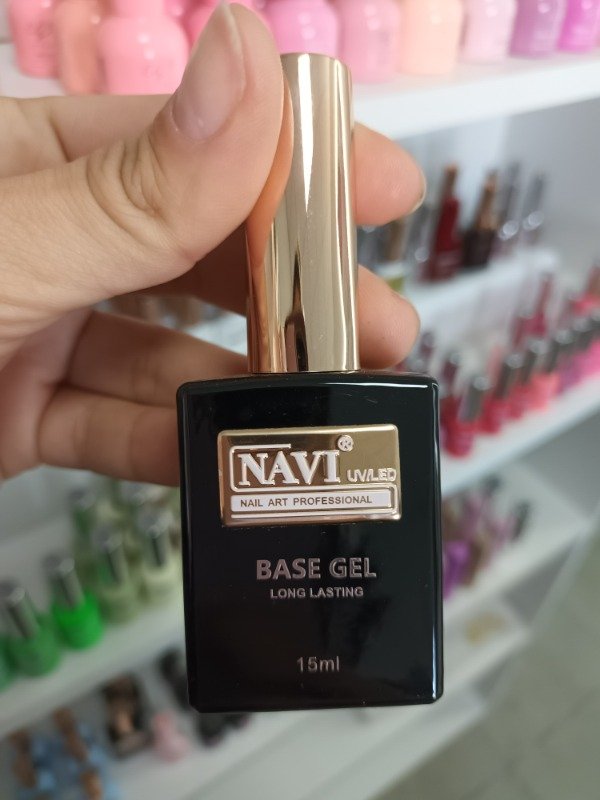 NAVI UV/LED
NAIL ART PROFESSIONAL
BASE GEL
LONG LASTING
15ml